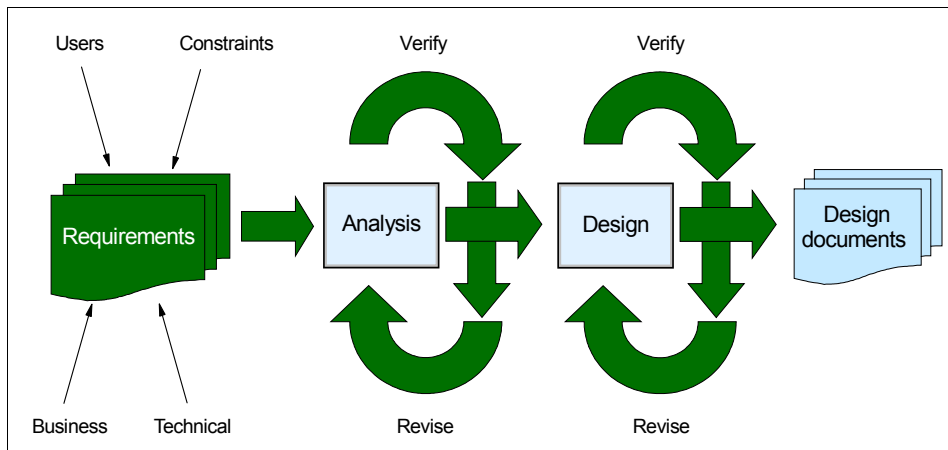 Users
Constraints
Verify
Verify
Requirements
Analysis
Design
Design
documents
Business
Technical
Revise
Revise